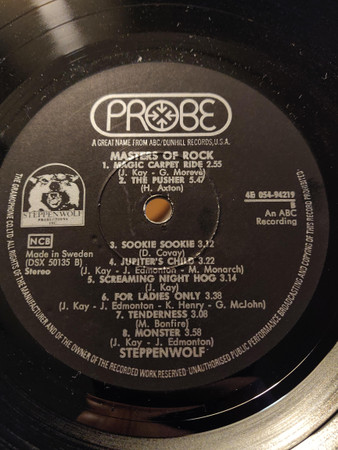 PROBE
A GREAT NAME FROM ABC/DUNHILL RECORDS, U.S.A.
MASTERS OF ROCK
1. MAGIC CARPET RIDE 2.55
(J. Kay - G. Moreve)
2. THE PUSHER 5.47
(H. Axton)
STEPPENWOLF
4E 054-94219
B
An ABC
Recording
NCB
Made in Sweden
(DSX 50135 B)
Stereo
3. SOOKIE SOOKIE 3.12
(D. Covay)
4. JUPITER'S CHILD 3.22
(J. Kay - J. Edmonton - M. Monarch)
5. SCREAMING NIGHT HOG 3.14
(J. Kay)
6. FOR LADIES ONLY 3.38
(J. Kay - J. Edmonton - K. Henry - G. McJohn)
7. TENDERNESS 3.08
(M. Bonfire)
8. MONSTER 3.58
(J. Kay - J. Edmonton)
STEPPENWOLF
THE GRAMOPHONE CO LTD. ALL RIGHTS OF THE MANUFACTURER AND OF THE OWNER OF THE RECORDED WORK RESERVED UNAUTHORISED PUBLIC PERFORMANCE BROADCASTING AND COPYING OF THIS RECORD PROHIBITED